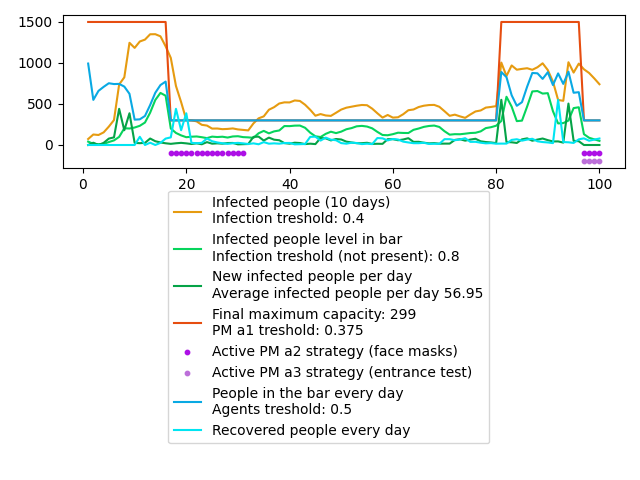 1500
1000
500
0
0
20
40
60
80
100
Infected people (10 days)
Infection treshold: 0.4
Infected people level in bar
Infection treshold (not present): 0.8
New infected people per day
Average infected people per day 56.95
Final maximum capacity: 299
PM a1 treshold: 0.375
Active PM a2 strategy (face masks)
Active PM a3 strategy (entrance test)
People in the bar every day
Agents treshold: 0.5
Recovered people every day